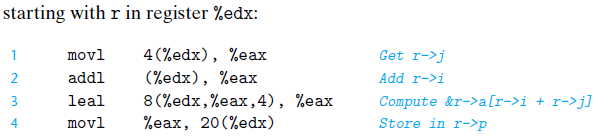 starting with r in register %edx:
1 movl 4(%edx), %eax Get r->j
2 addl (%edx), %eax Add r->i
3 leal 8(%edx,%eax,4), %eax Compute &r->a[r->i + r->j]
4 movl %eax, 20(%edx) Store in r->p